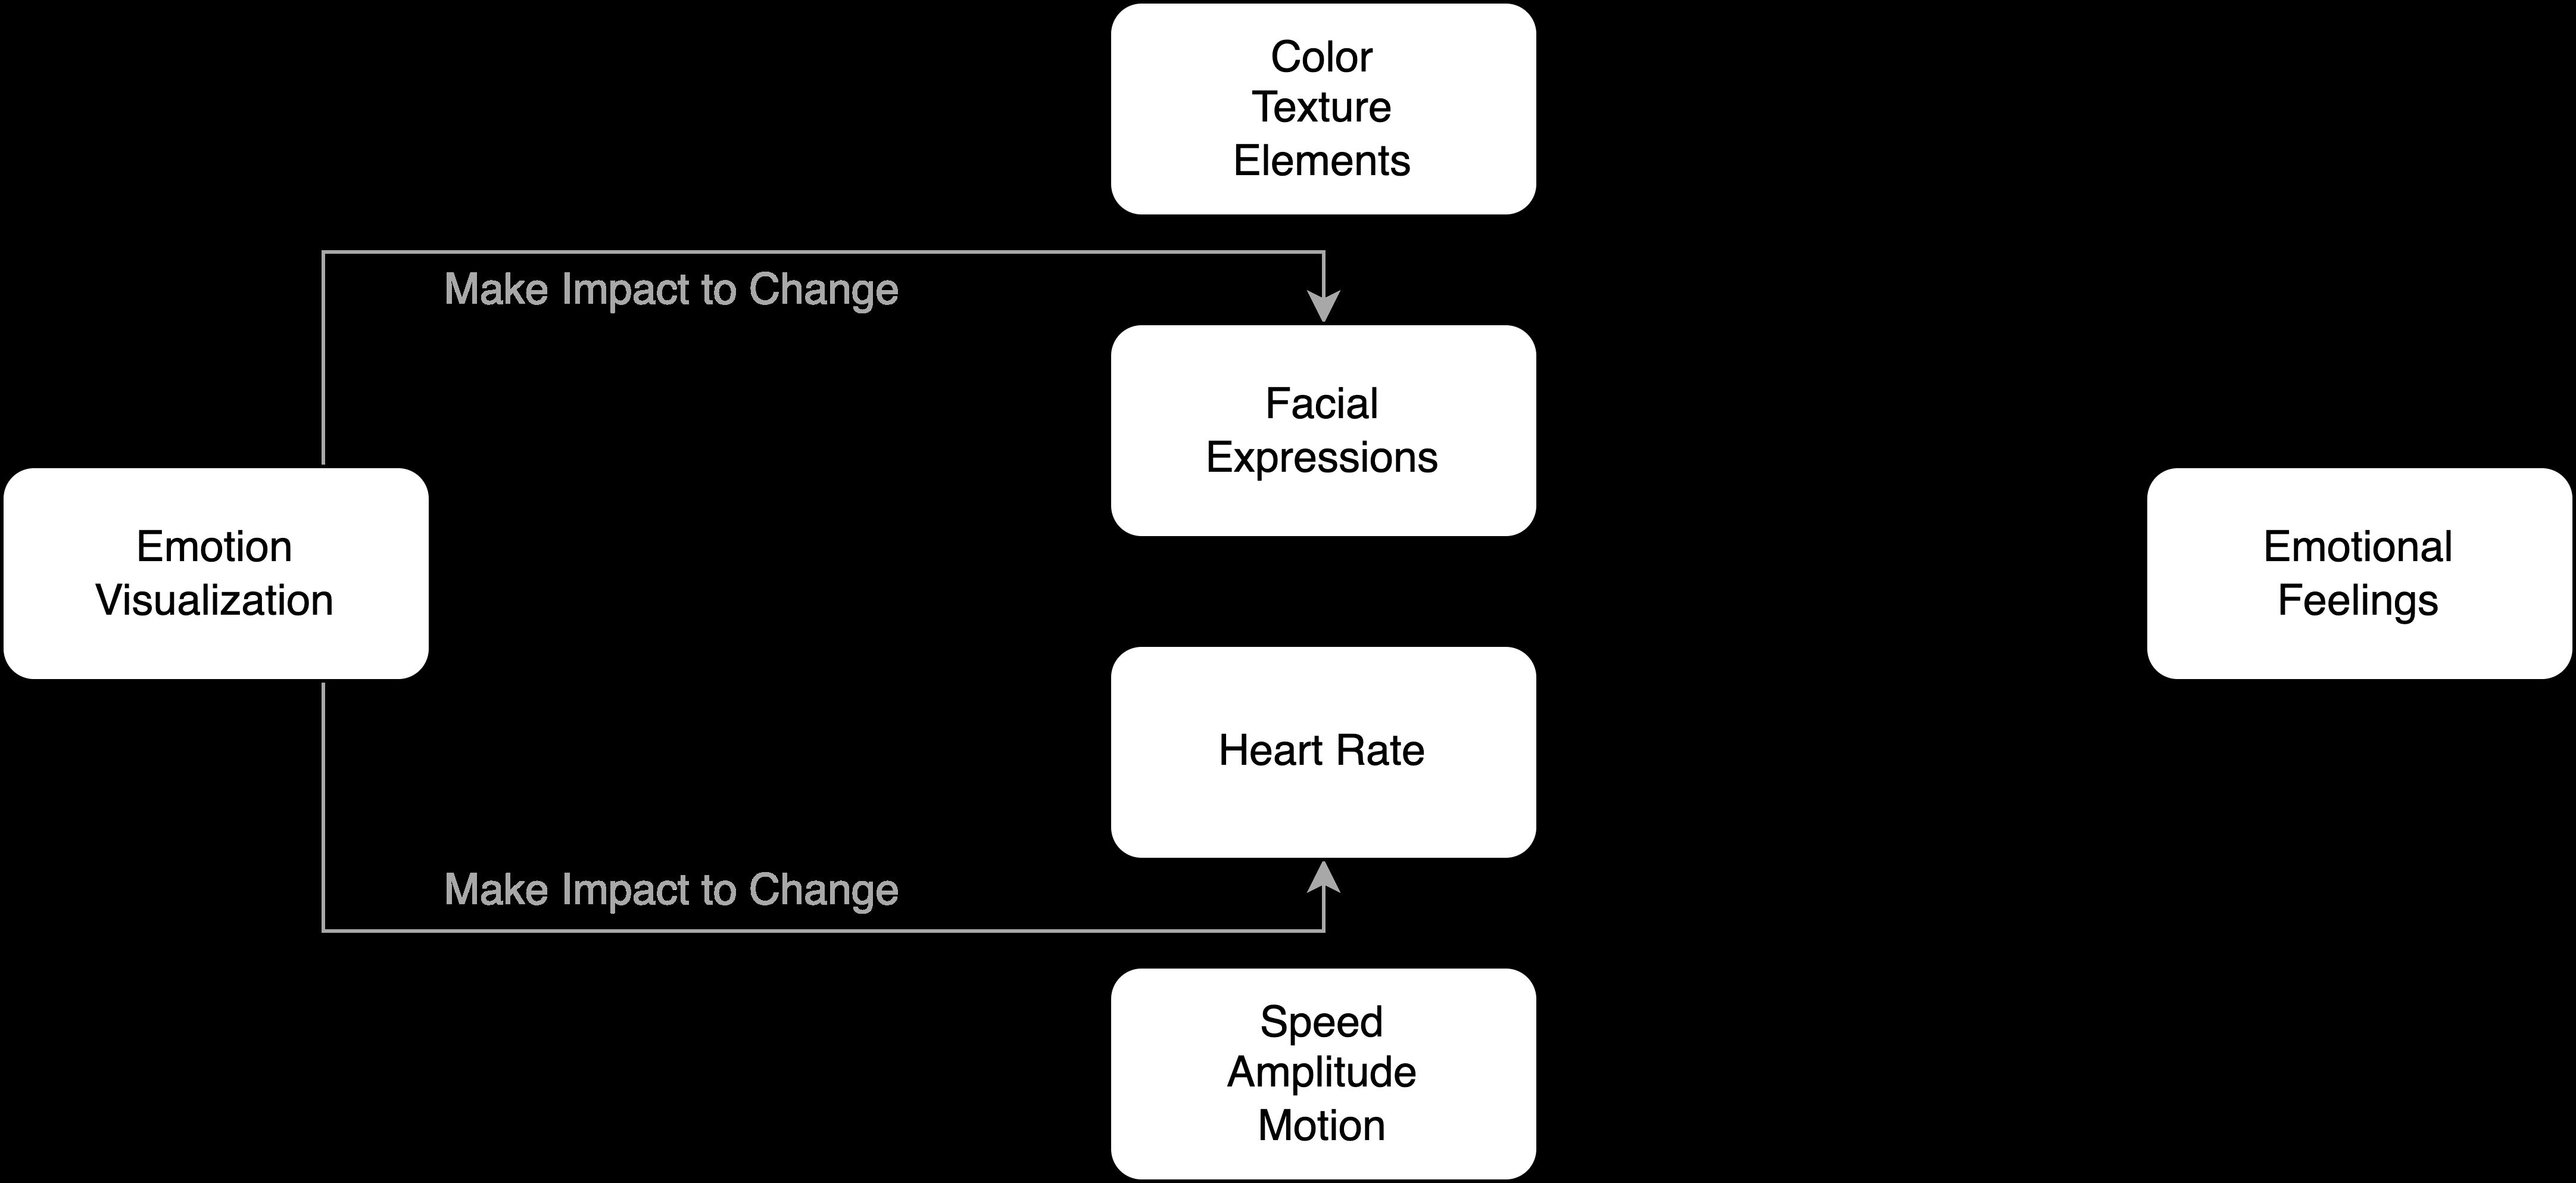 Color
Texture
Elements
Make Impact to Change
Facial
Expressions
Emotion
Visualization
Emotional
Feelings
Heart Rate
Make Impact to Change
Speed
Amplitude
Motion